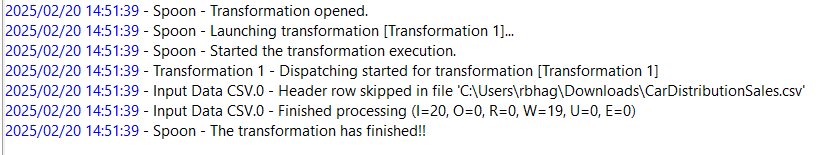 2025/02/20 14:51:39 - Spoon - Transformation opened.
2025/02/20 14:51:39 - Spoon - Launching transformation [Transformation 1]...
2025/02/20 14:51:39 - Spoon - Started the transformation execution.
2025/02/20 14:51:39 - Transformation 1 - Dispatching started for transformation [Transformation 1]
2025/02/20 14:51:39 - Input Data CSV.0 - Header row skipped in file 'C:\Users\rbhag\Downloads\CarDistributionSales.csv'
2025/02/20 14:51:39 - Input Data CSV.0 - Finished processing (I=20, O=0, R=0, W=19, U=0, E=0)
2025/02/20 14:51:39 - Spoon - The transformation has finished!!